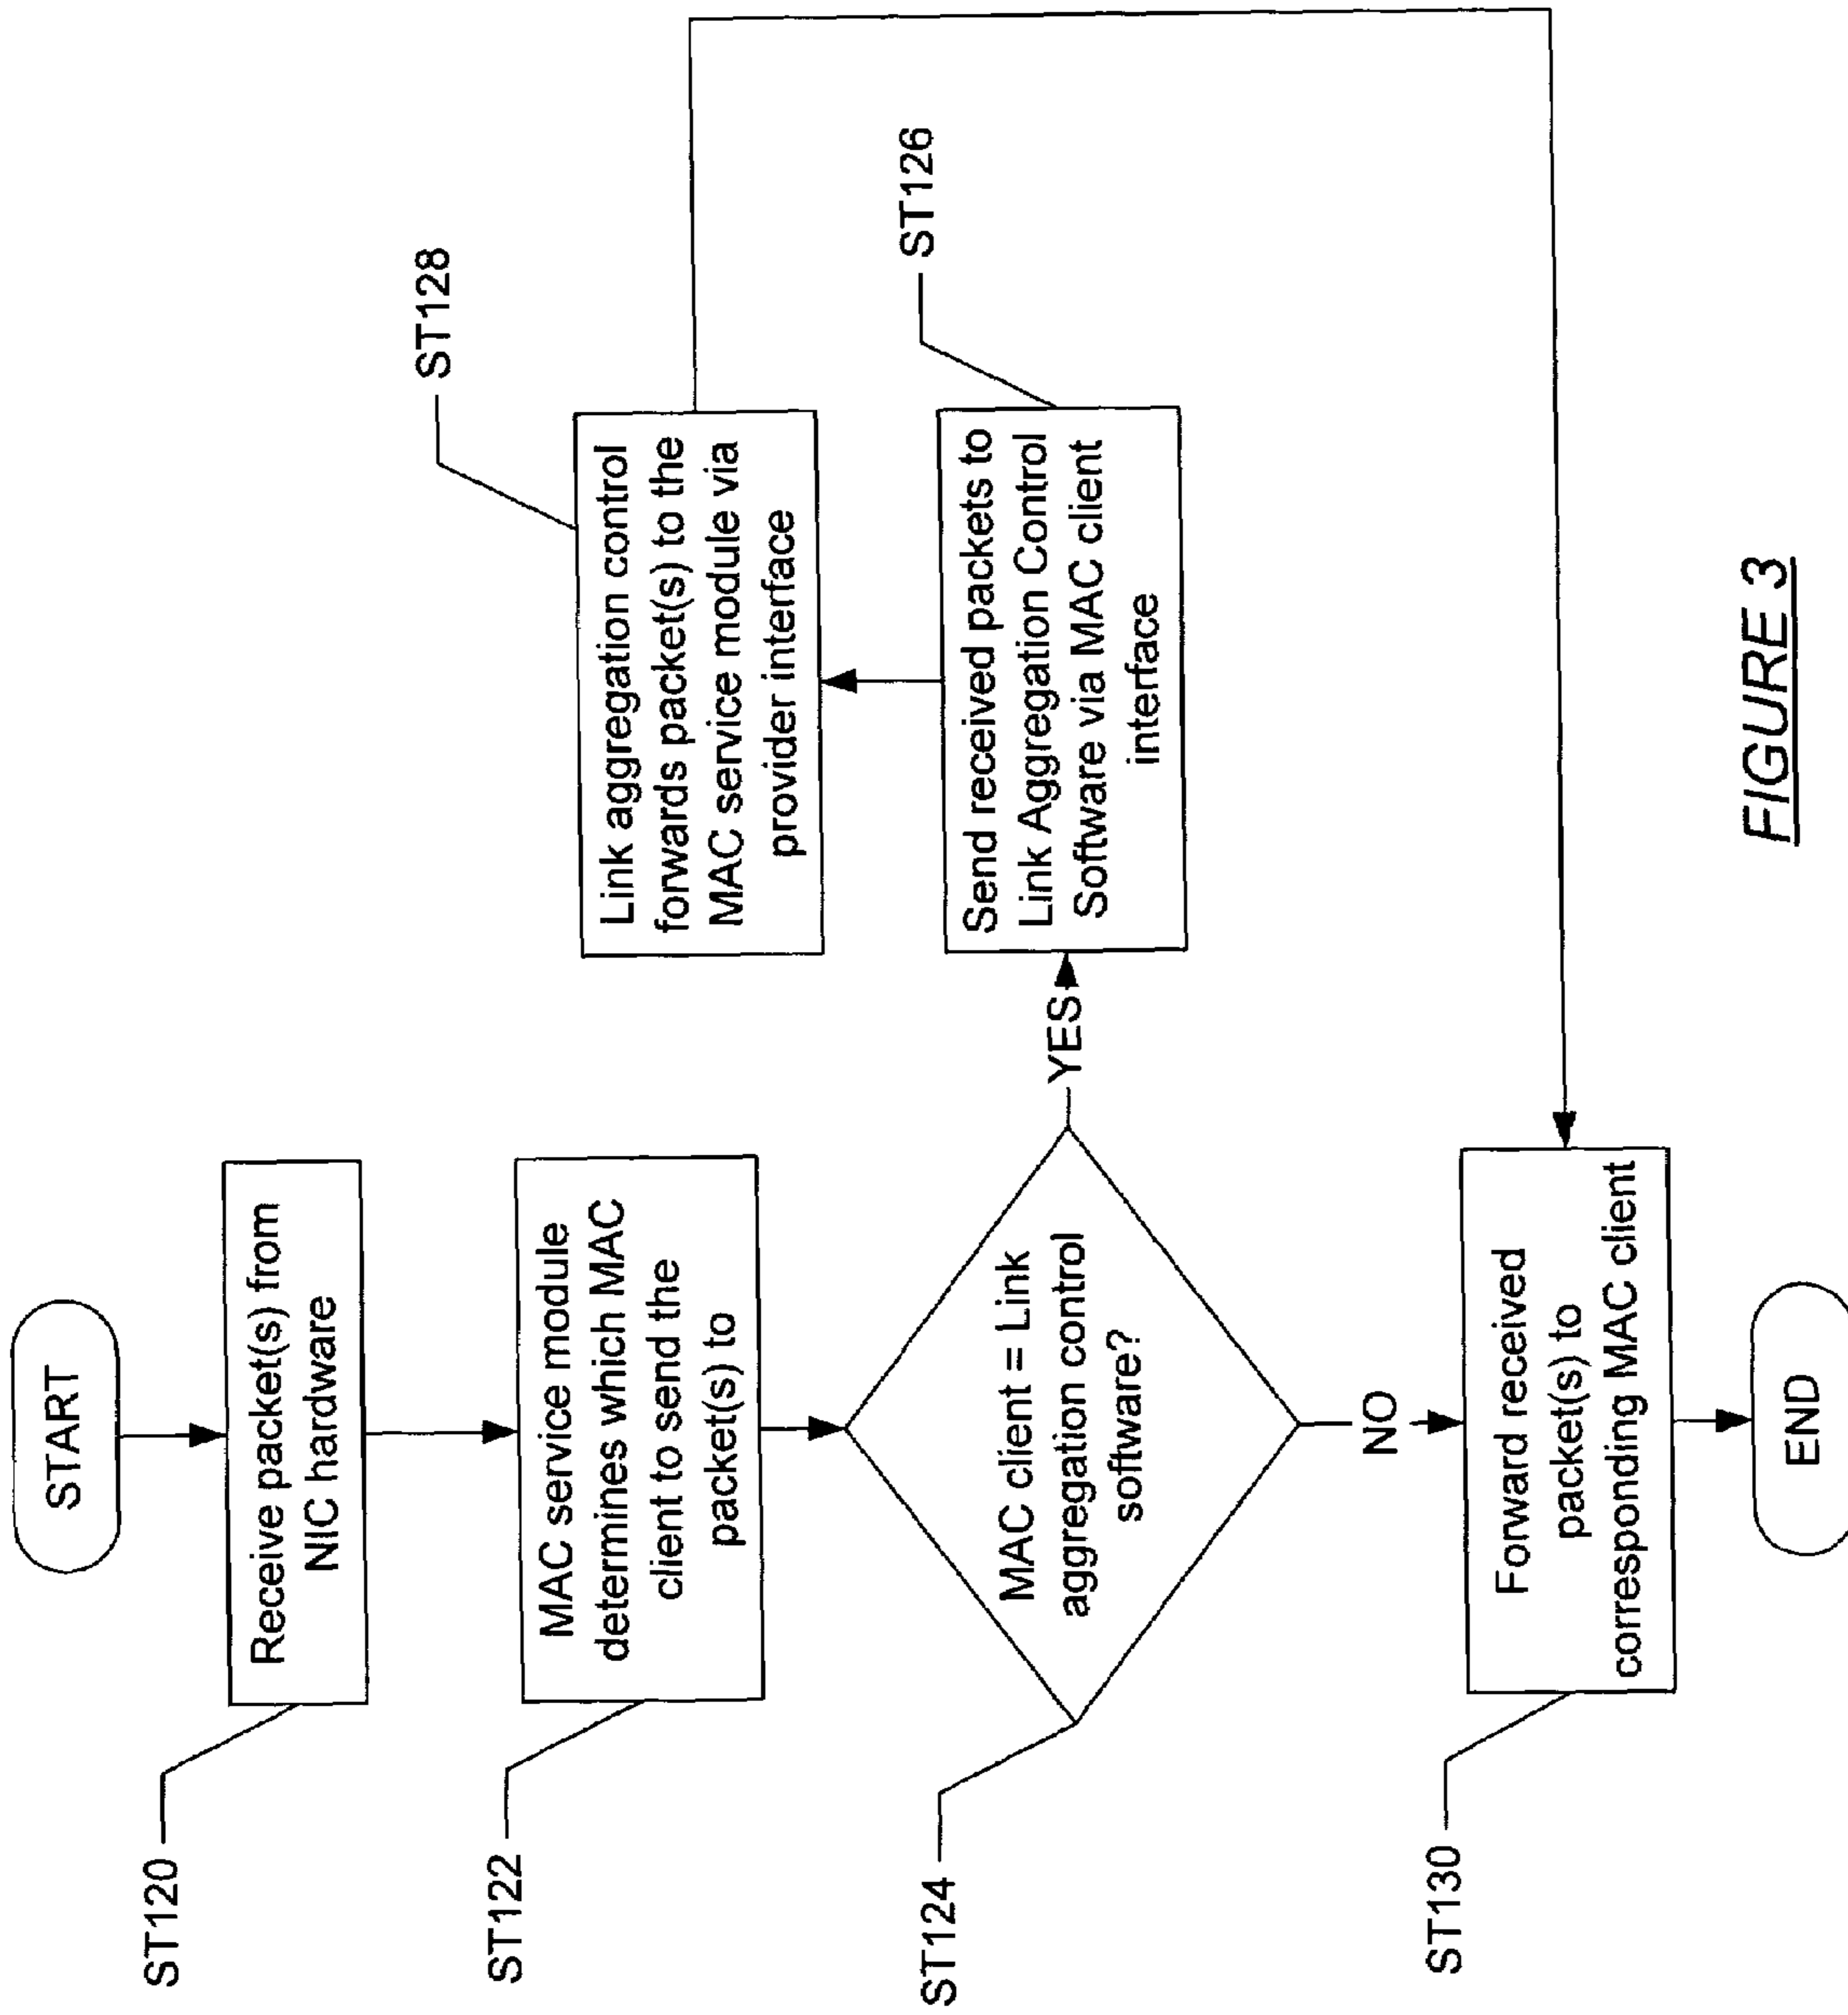 START
ST120
Receive packet(s) from
NIC hardware
ST122
MAC service module
determines which MAC
client to send the
packet(s) to
ST124
MAC client = Link
aggregation control
software?
YES
ST126
Send received packets to
Link Aggregation Control
Software via MAC client
interface
ST128
Link aggregation control
forwards packet(s) to the
MAC service module via
provider interface
NO
ST130
Forward received
packet(s) to
corresponding MAC client
END
FIGURE 3